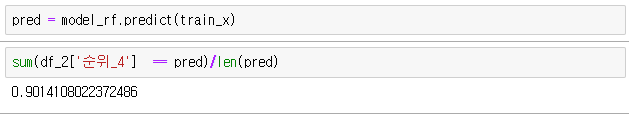 pred = model_rf.predict(train_x)
sum(df_2['순위_4']  == pred)/len(pred)
0.9014108022372486